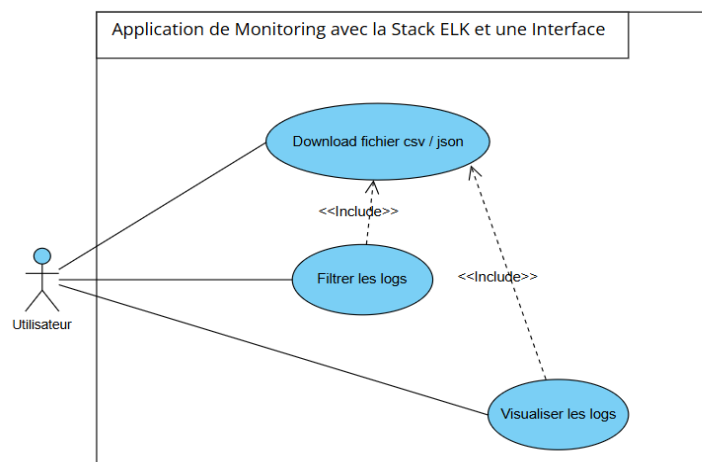 Application de Monitoring avec la Stack ELK et une Interface
Download fichier csv / json
<<Include>>
Filtrer les logs
<<Include>>
Utilisateur
Visualiser les logs